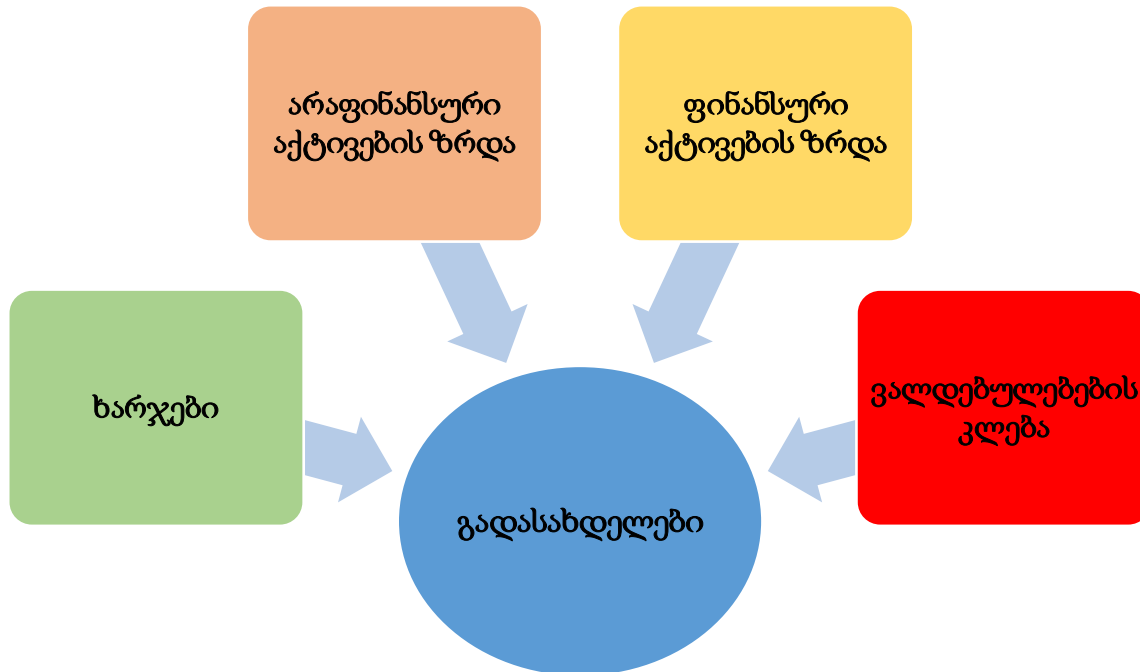 არაფინანსური
აქტივების ზრდა
ფინანსური
აქტივების ზრდა
ხარჯები
ვალდებულებების
კლება
გადასახდელები